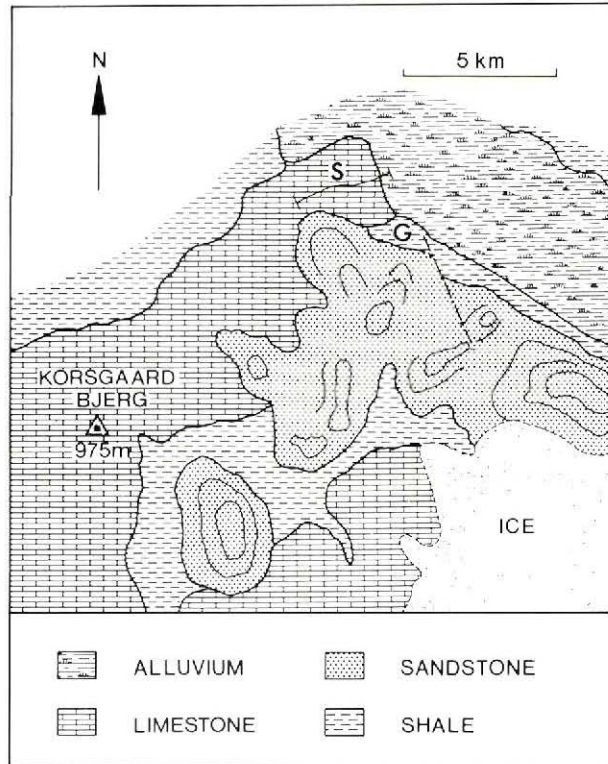 N
5 km
S
G
KORSGAARD
BJERG
975m
ICE
ALLUVIUM
SANDSTONE
LIMESTONE
SHALE